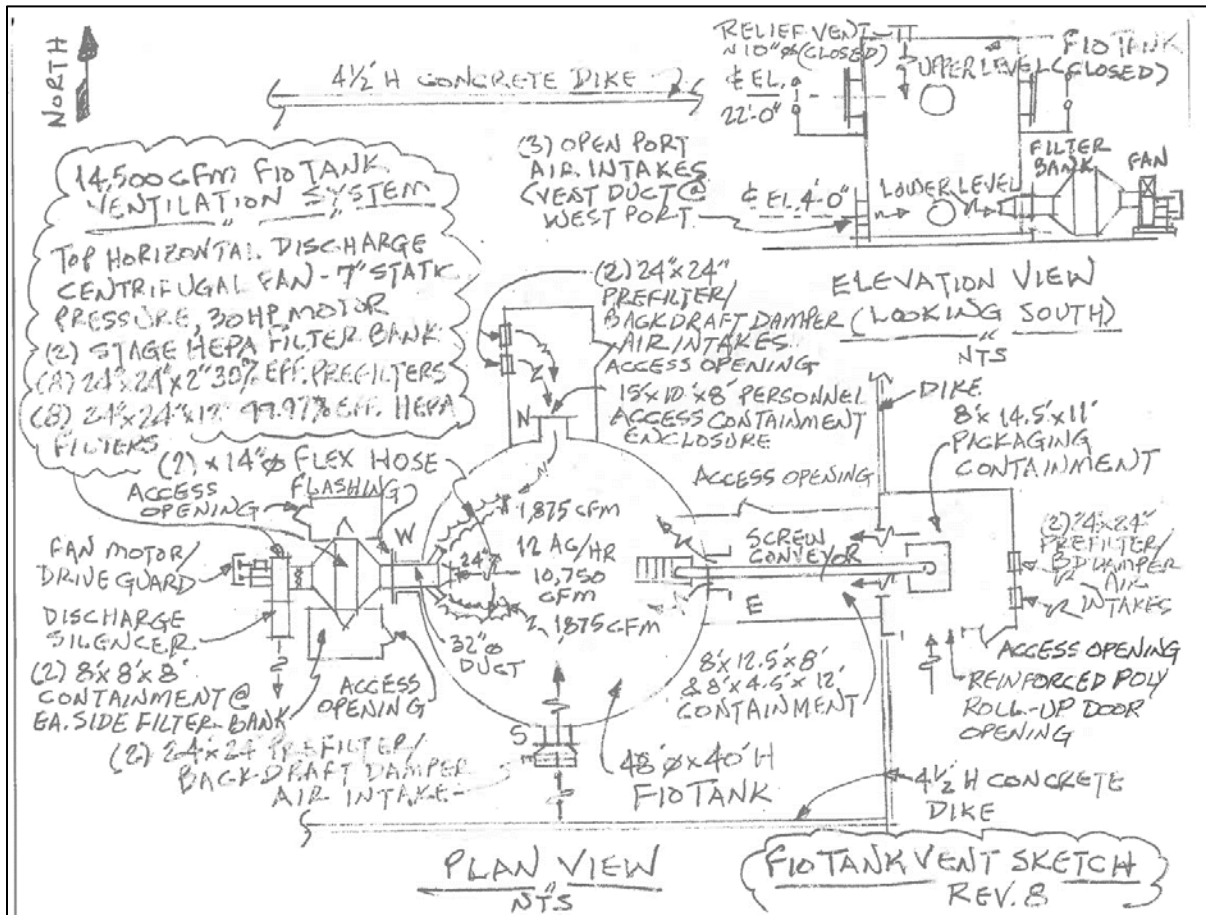 NORTH
4½' H CONCRETE DIKE
RELIEF VENT
10"ø (CLOSED)
F10 TANK
UPPER LEVEL (CLOSED)
₵ EL.
22'-0"
(3) OPEN PORT
AIR INTAKES
(VENT DUCT @
WEST PORT
₵ EL. 4'-0"
LOWER LEVEL
FILTER
BANK
FAN
ELEVATION VIEW
(LOOKING SOUTH)
NTS
14,500 CFM F10 TANK
VENTILATION SYSTEM
TOP HORIZONTAL DISCHARGE
CENTRIFUGAL FAN - 7" STATIC
PRESSURE, 30 HP MOTOR
(2) STAGE HEPA FILTER BANK
(8) 24"x24"x2" 30% EFF. PREFILTERS
(8) 24"x24"x12" 99.97% EFF. HEPA
FILTERS
(2) 24"x24"
PREFILTER/
BACKDRAFT DAMPER
AIR INTAKES
ACCESS OPENING
15'x10'x8' PERSONNEL
ACCESS CONTAINMENT
ENCLOSURE
N
DIKE
8'x14.5'x11'
PACKAGING
CONTAINMENT
(2) x 14"ø FLEX HOSE
FLASHING
ACCESS
OPENING
W
1,875 CFM
12 AC/HR
10,750
CFM
24"
1,875 CFM
ACCESS OPENING
SCREW
CONVEYOR
E
(2) 24"x24"
PREFILTER/
BD DAMPER
AIR
INTAKES
FAN MOTOR/
DRIVE GUARD
DISCHARGE
SILENCER
(2) 8'x8'x8'
CONTAINMENT @
EA. SIDE FILTER BANK
32"ø
DUCT
ACCESS
OPENING
8'x12.5'x8'
& 8'x4.5'x12'
CONTAINMENT
ACCESS OPENING
REINFORCED POLY
ROLL-UP DOOR
OPENING
(2) 24"x24" PREFILTER/
BACKDRAFT DAMPER
AIR INTAKE
S
48'ø x 40' H
F10 TANK
4½' H CONCRETE
DIKE
PLAN VIEW
NTS
F10 TANK VENT SKETCH
REV. 8